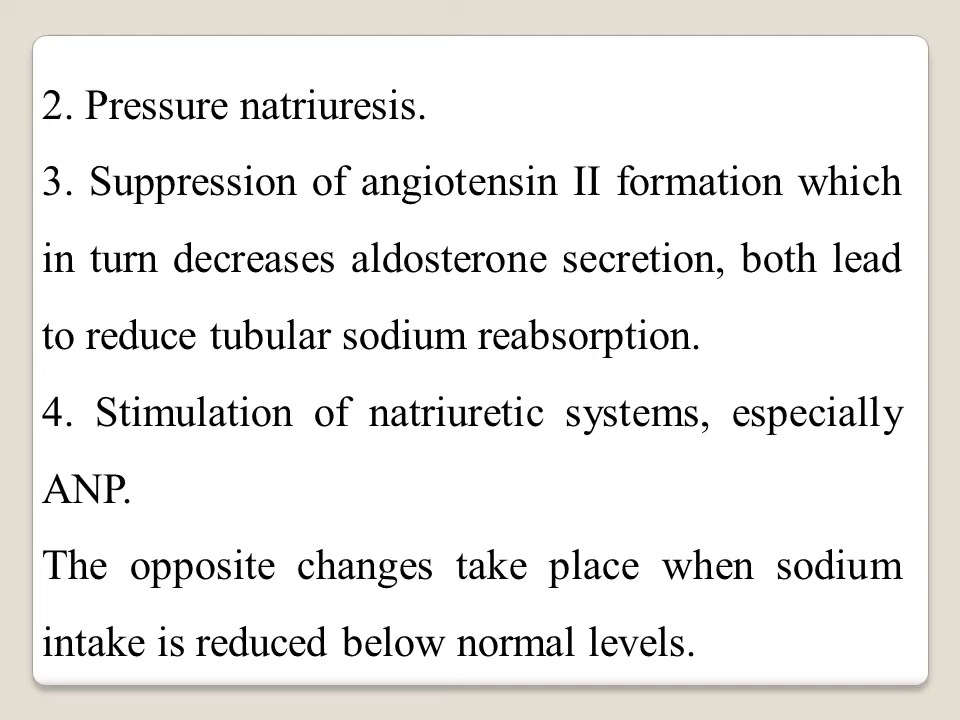 2. Pressure natriuresis.
3. Suppression of angiotensin II formation which
in turn decreases aldosterone secretion, both lead
to reduce tubular sodium reabsorption.
4. Stimulation of natriuretic systems, especially
ANP.
The opposite changes take place when sodium
intake is reduced below normal levels.